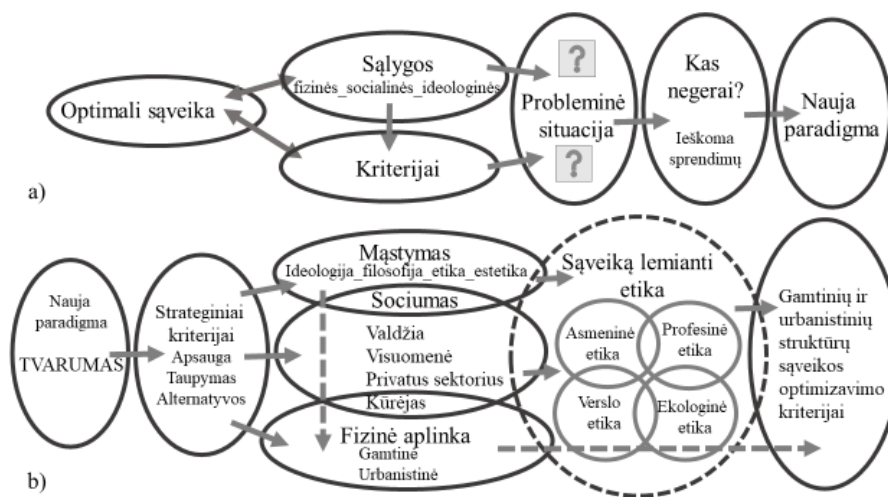 Optimali sąveika
Sąlygos
fizinės_socialinės_ideologinės
Kriterijai
?
Probleminė
situacija
?
Kas
negerai?
Ieškoma
sprendimų
Nauja
paradigma
a)
Nauja
paradigma
TVARUMAS
Strateginiai
kriterijai
Apsauga
Taupymas
Alternatyvos
Mąstymas
Ideologija_filosofija_etika_estetika
Sociumas
Valdžia
Visuomenė
Privatus sektorius
Kūrėjas
Fizinė aplinka
Gamtinė
Urbanistinė
Sąveiką lemianti
etika
Asmeninė
etika
Profesinė
etika
Verslo
etika
Ekologinė
etika
Gamtinių ir
urbanistinių
struktūrų
sąveikos
optimizavimo
kriterijai
b)